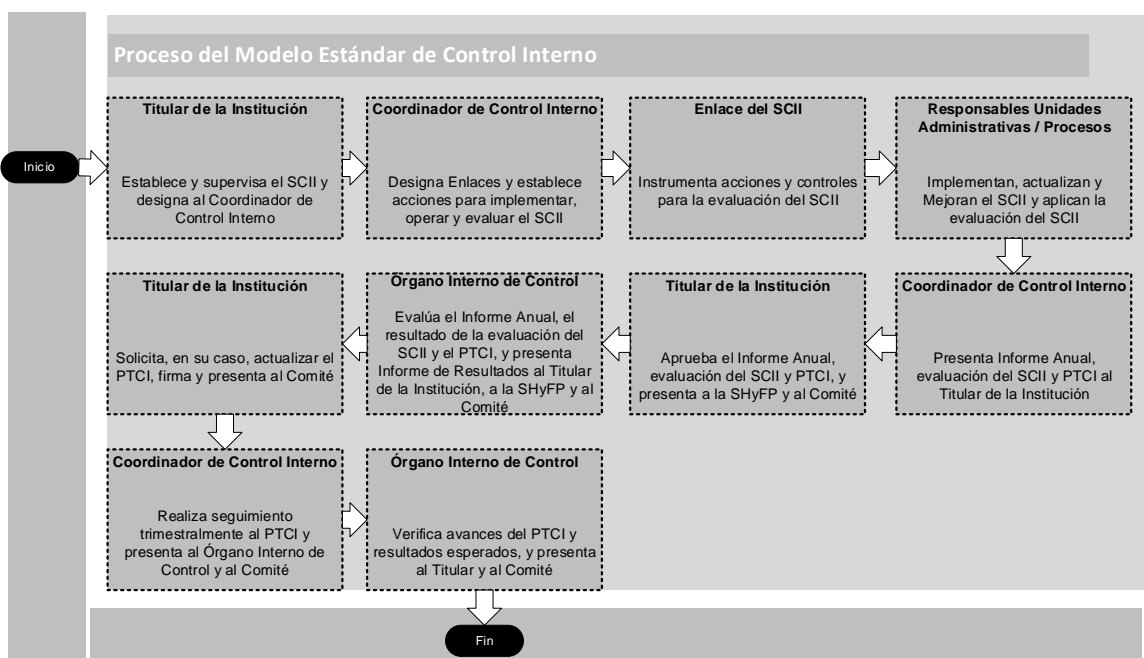 Proceso del Modelo Estándar de Control Interno
Inicio
Titular de la Institución
Establece y supervisa el SCII y
designa al Coordinador de
Control Interno
Coordinador de Control Interno
Designa Enlaces y establece
acciones para implementar,
operar y evaluar el SCII
Enlace del SCII
Instrumenta acciones y controles
para la evaluación del SCII
Responsables Unidades
Administrativas / Procesos
Implementan, actualizan y
Mejoran el SCII y aplican la
evaluación del SCII
Coordinador de Control Interno
Presenta Informe Anual,
evaluación del SCII y PTCI al
Titular de la Institución
Titular de la Institución
Aprueba el Informe Anual,
evaluación del SCII y PTCI, y
presenta a la SHyFP y al Comité
Órgano Interno de Control
Evalúa el Informe Anual, el
resultado de la evaluación del
SCII y el PTCI, y presenta
Informe de Resultados al Titular
de la Institución, a la SHyFP y al
Comité
Titular de la Institución
Solicita, en su caso, actualizar el
PTCI, firma y presenta al Comité
Coordinador de Control Interno
Realiza seguimiento
trimestralmente al PTCI y
presenta al Órgano Interno de
Control y al Comité
Órgano Interno de Control
Verifica avances del PTCI y
resultados esperados, y presenta
al Titular y al Comité
Fin